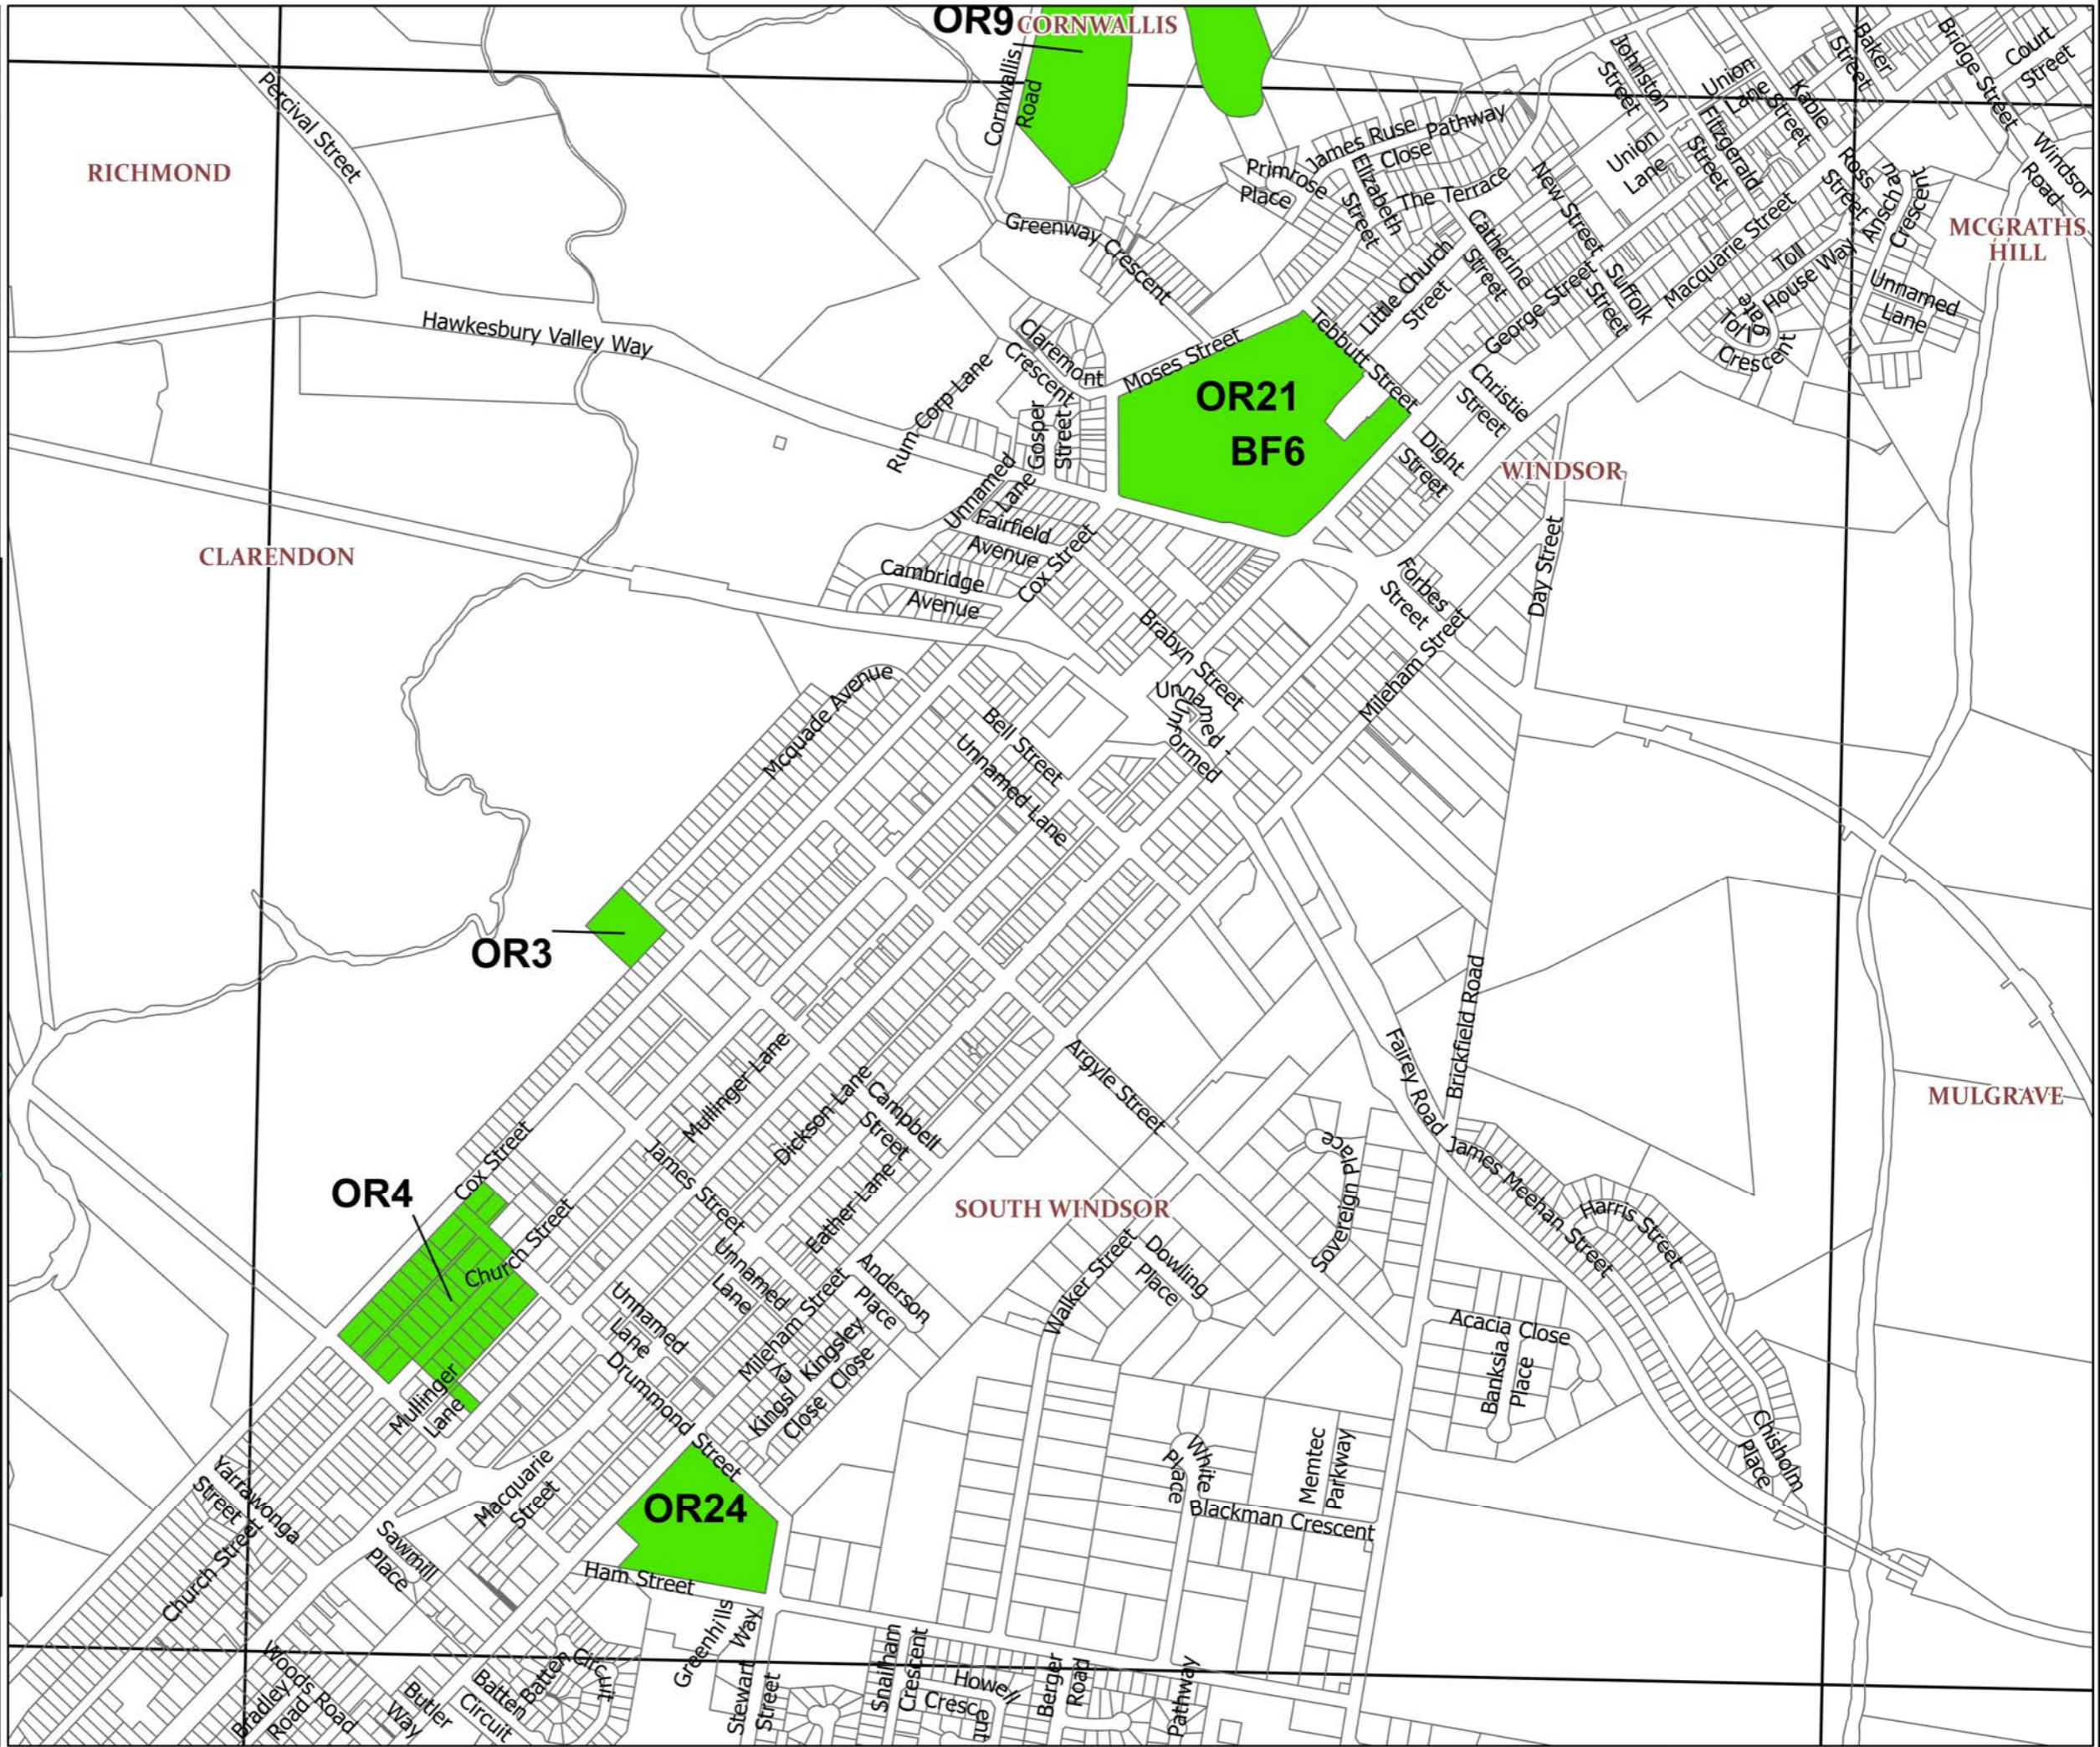 OR9
CORNWALLIS
Cornwallis
Road
Percival Street
RICHMOND
Johnston
Street
Union
Lane
Baker
Street
Bridge Street
Court
Street
Kable
Street
Fitzgerald
Street
Union
Lane
Windsor
Road
Ross
Street
Anschau
Crescent
MCGRATHS
HILL
James Ruse
Close
Pathway
Primrose
Place
Elizabeth
Street
The Terrace
New Street
Catherine
Street
Little Church
Street
George Street
Suffolk
Street
Macquarie Street
Toll
House Way
Tollgate
Crescent
Unnamed
Lane
Greenway Crescent
Hawkesbury Valley Way
Claremont
Crescent
Moses Street
Tebbutt Street
OR21
BF6
Christie
Street
Dight
Street
WINDSOR
Rum Corp Lane
Gosper
Street
Unnamed
Lane
Fairfield
Avenue
Cox Street
Cambridge
Avenue
CLARENDON
Forbes
Street
Day Street
Mileham Street
Brabyn Street
Unnamed -
Unformed
Mcquade Avenue
Bell Street
Unnamed Lane
OR3
Brickfield Road
Fairey Road
Argyle Street
Mullinger Lane
Dickson Lane
Campbell
Street
MULGRAVE
Cox Street
OR4
James Street
Eather Lane
SOUTH WINDSOR
Sovereign Place
James Meehan Street
Harris Street
Church Street
Unnamed
Lane
Unnamed
Lane
Anderson
Place
Walker Street
Dowling
Place
Mileham Street
Kingsley
Close
Kingsley
Close
Acacia Close
Banksia
Place
Drummond Street
Mullinger
Lane
White
Place
Memtec
Parkway
Chisholm
Place
Blackman Crescent
Yarrawonga
Street
Church Street
Macquarie
Street
Sawmill
Place
OR24
Ham Street
Greenhills
Way
Stewart
Street
Snailham
Crescent
Howell
Crescent
Berger
Road
Pathway
Woods Road
Bradley
Road
Butler
Way
Batten
Circuit
Batten
Circuit